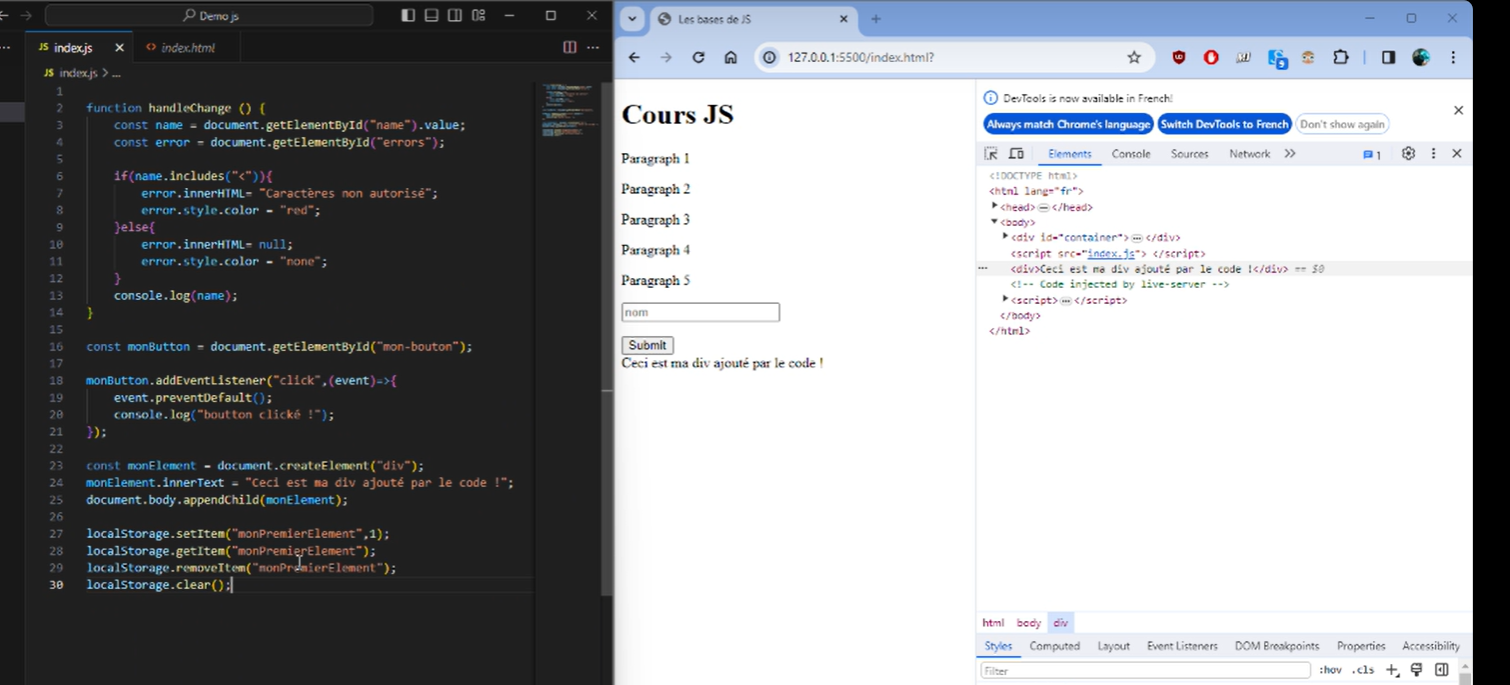 Demo js
JS index.js × <> index.html
JS index.js > ...
1
2 function handleChange () {
3 const name = document.getElementById("name").value;
4 const error = document.getElementById("errors");
5
6 if(name.includes("<")){
7 error.innerHTML= "Caractères non autorisé";
8 error.style.color = "red";
9 }else{
10 error.innerHTML= null;
11 error.style.color = "none";
12 }
13 console.log(name);
14 }
15
16 const monButton = document.getElementById("mon-bouton");
17
18 monButton.addEventListener("click",(event)=>{
19 event.preventDefault();
20 console.log("boutton clické !");
21 });
22
23 const monElement = document.createElement("div");
24 monElement.innerText = "Ceci est ma div ajouté par le code !";
25 document.body.appendChild(monElement);
26
27 localStorage.setItem("monPremierElement",1);
28 localStorage.getItem("monPremierElement");
29 localStorage.removeItem("monPremierElement");
30 localStorage.clear();
Les bases de JS
127.0.0.1:5500/index.html?
9
Cours JS
Paragraph 1
Paragraph 2
Paragraph 3
Paragraph 4
Paragraph 5
nom
Submit
Ceci est ma div ajouté par le code !
DevTools is now available in French!
Always match Chrome's language Switch DevTools to French Don't show again
Elements Console Sources Network >> 1
<!DOCTYPE html>
<html lang="fr">
<head>...</head>
<body>
<div id="container">...</div>
<script src="index.js"> </script>
... <div>Ceci est ma div ajouté par le code !</div> == $0
<!-- Code injected by live-server -->
<script>...</script>
</body>
</html>
html body div
Styles Computed Layout Event Listeners DOM Breakpoints Properties Accessibility
Filter :hov .cls